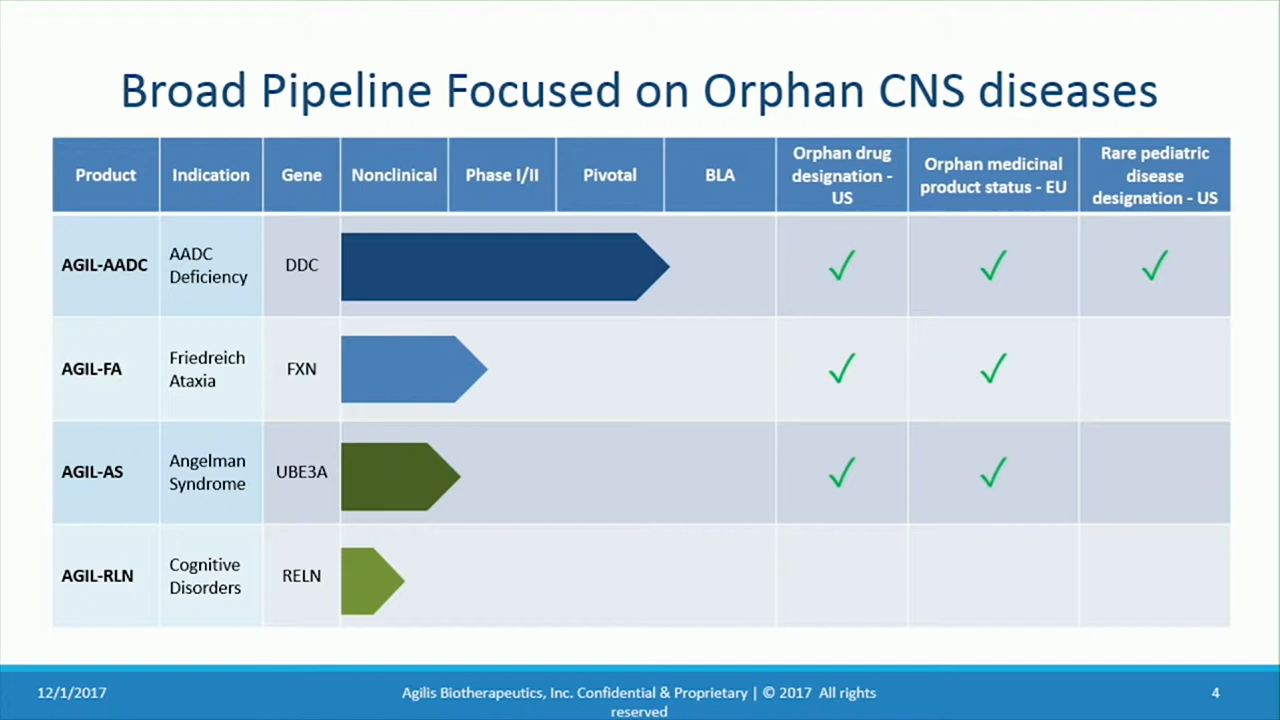 Broad Pipeline Focused on Orphan CNS diseases
Product
Indication
Gene
Nonclinical
Phase I/II
Pivotal
BLA
Orphan drug
designation -
US
Orphan medicinal
product status - EU
Rare pediatric
disease
designation - US
AGIL-AADC
AADC
Deficiency
DDC
✓ ✓ ✓
AGIL-FA
Friedreich
Ataxia
FXN
✓ ✓
AGIL-AS
Angelman
Syndrome
UBE3A
✓ ✓
AGIL-RLN
Cognitive
Disorders
RELN
12/1/2017
Agilis Biotherapeutics, Inc. Confidential & Proprietary | © 2017 All rights
reserved
4